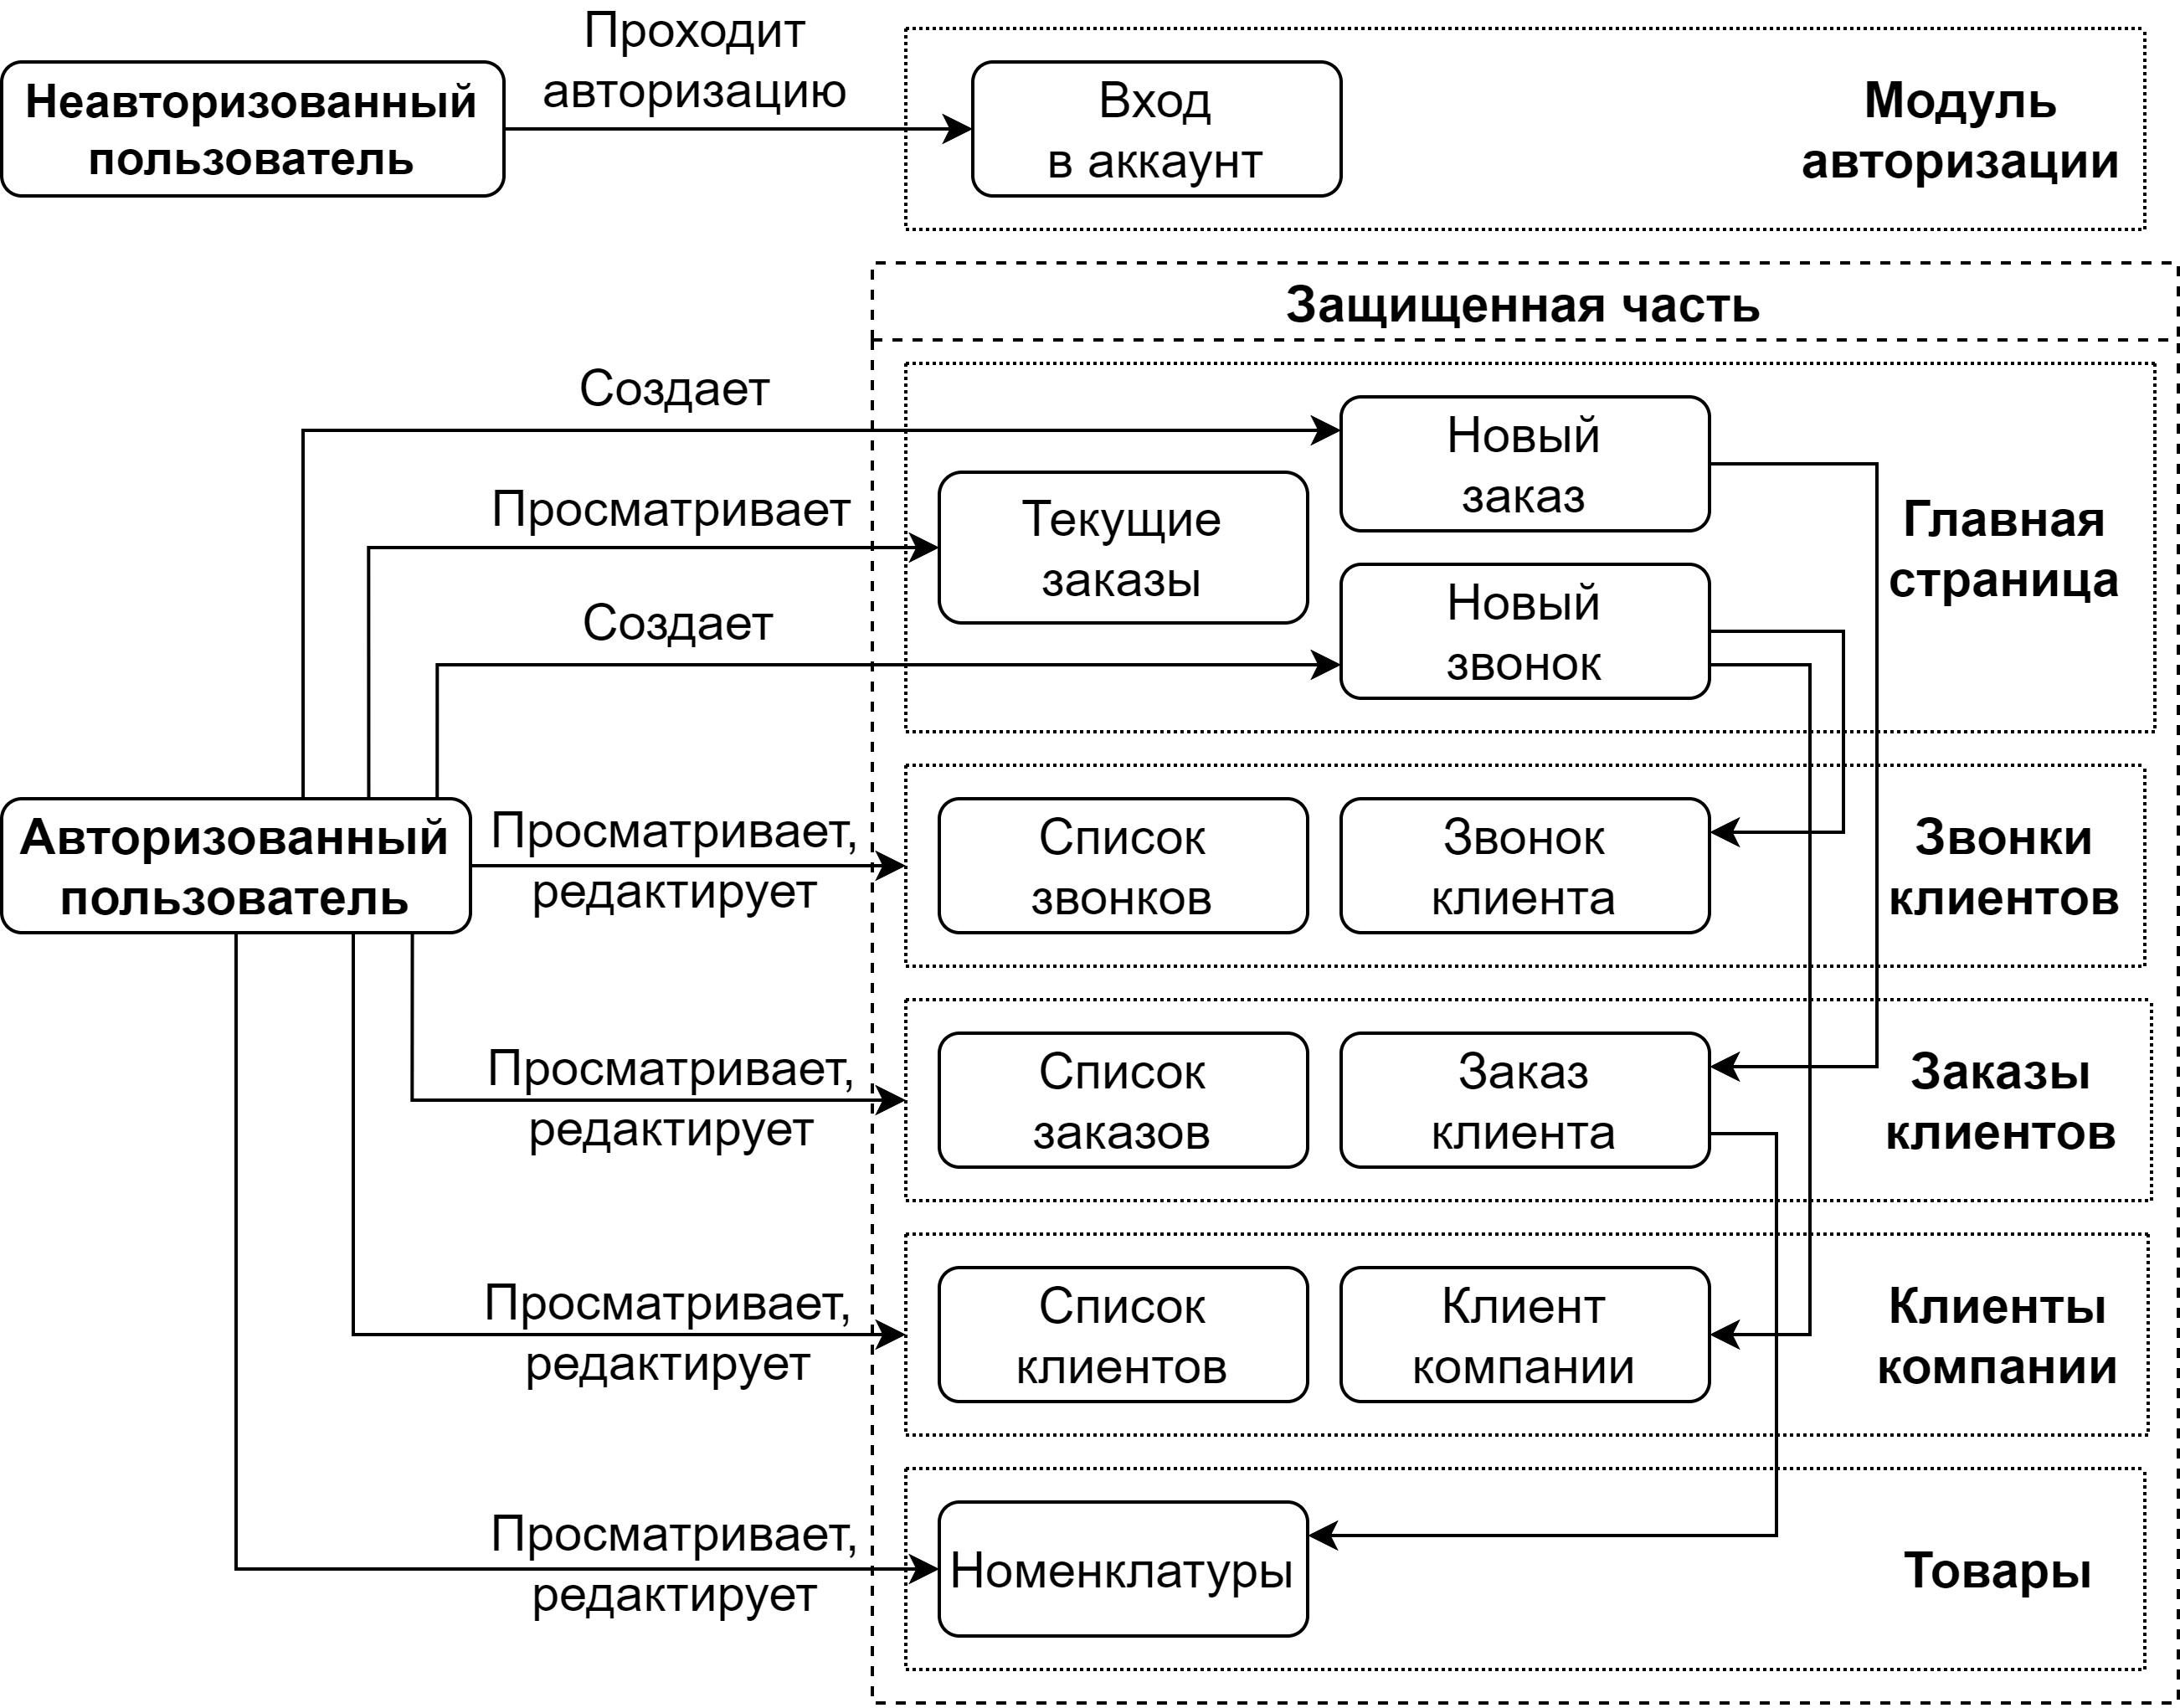 Проходит
авторизацию
Неавторизованный
пользователь
Вход
в аккаунт
Модуль
авторизации
Защищенная часть
Создает
Новый
заказ
Просматривает
Текущие
заказы
Главная
страница
Создает
Новый
звонок
Авторизованный
пользователь
Просматривает,
редактирует
Список
звонков
Звонок
клиента
Звонки
клиентов
Просматривает,
редактирует
Список
заказов
Заказ
клиента
Заказы
клиентов
Просматривает,
редактирует
Список
клиентов
Клиент
компании
Клиенты
компании
Просматривает,
редактирует
Номенклатуры
Товары